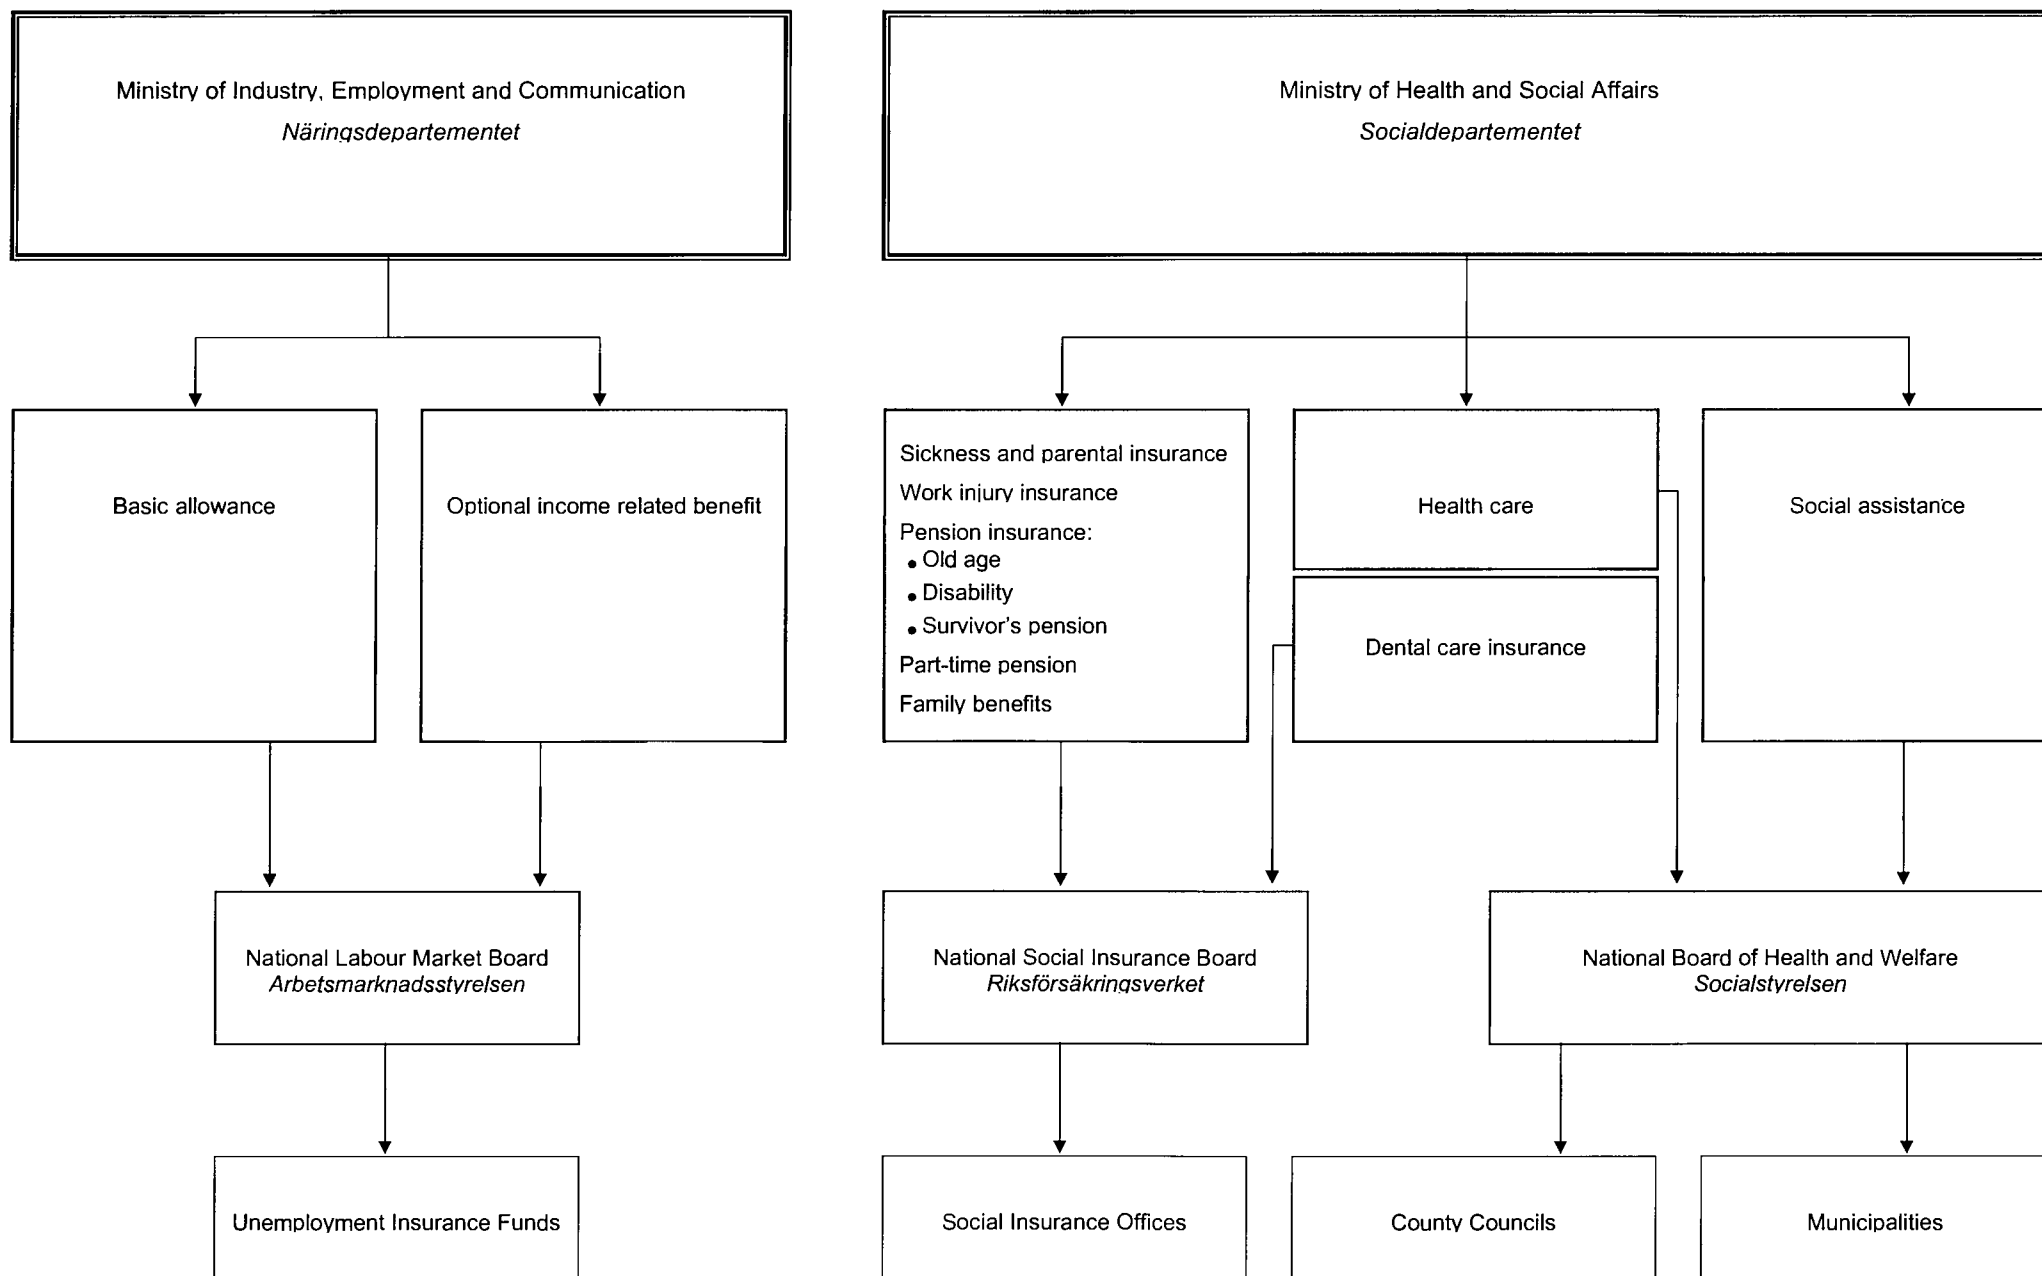 Ministry of Industry, Employment and Communication
Näringsdepartementet
Ministry of Health and Social Affairs
Socialdepartementet
Basic allowance
Optional income related benefit
Sickness and parental insurance
Work injury insurance
Pension insurance:
• Old age
• Disability
• Survivor's pension
Part-time pension
Family benefits
Health care
Dental care insurance
Social assistance
National Labour Market Board
Arbetsmarknadsstyrelsen
National Social Insurance Board
Riksförsäkringsverket
National Board of Health and Welfare
Socialstyrelsen
Unemployment Insurance Funds
Social Insurance Offices
County Councils
Municipalities